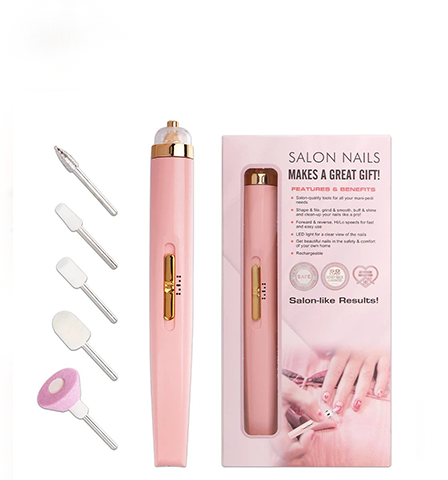 SALON NAILS
MAKES A GREAT GIFT!
FEATURES & BENEFITS
• Salon-quality tools for all your mani-pedi
needs
• Shape & file, grind & smooth, buff & shine
and clean-up your nails like a pro!
• Forward & reverse. Hi/Lo speeds for fast
and easy use
• LED light for a clear view of the nails
• Get beautiful nails in the safety & comfort
of your own home
• Rechargeable
SAFE
Salon-like Results!